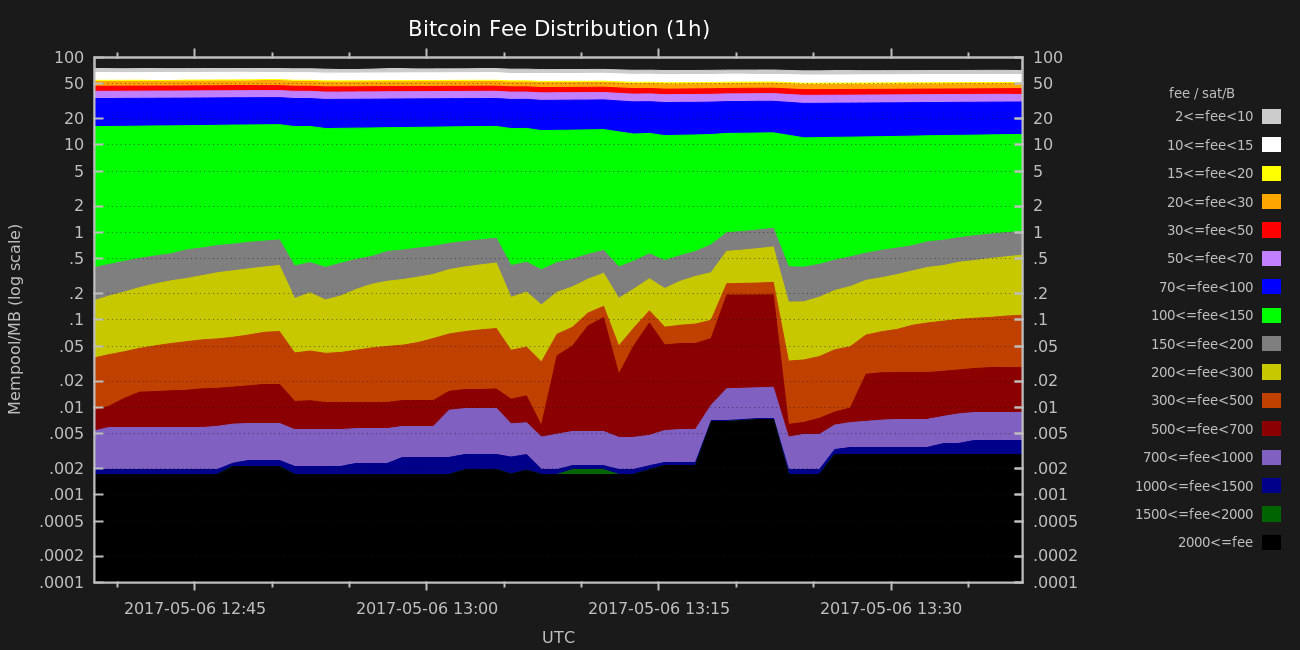 Bitcoin Fee Distribution (1h)
100
50
20
10
5
2
1
.5
.2
.1
.05
.02
.01
.005
.002
.001
.0005
.0002
.0001
Mempool/MB (log scale)
100
50
20
10
5
2
1
.5
.2
.1
.05
.02
.01
.005
.002
.001
.0005
.0002
.0001
2017-05-06 12:45
2017-05-06 13:00
2017-05-06 13:15
2017-05-06 13:30
UTC
fee / sat/B
2<=fee<10
10<=fee<15
15<=fee<20
20<=fee<30
30<=fee<50
50<=fee<70
70<=fee<100
100<=fee<150
150<=fee<200
200<=fee<300
300<=fee<500
500<=fee<700
700<=fee<1000
1000<=fee<1500
1500<=fee<2000
2000<=fee